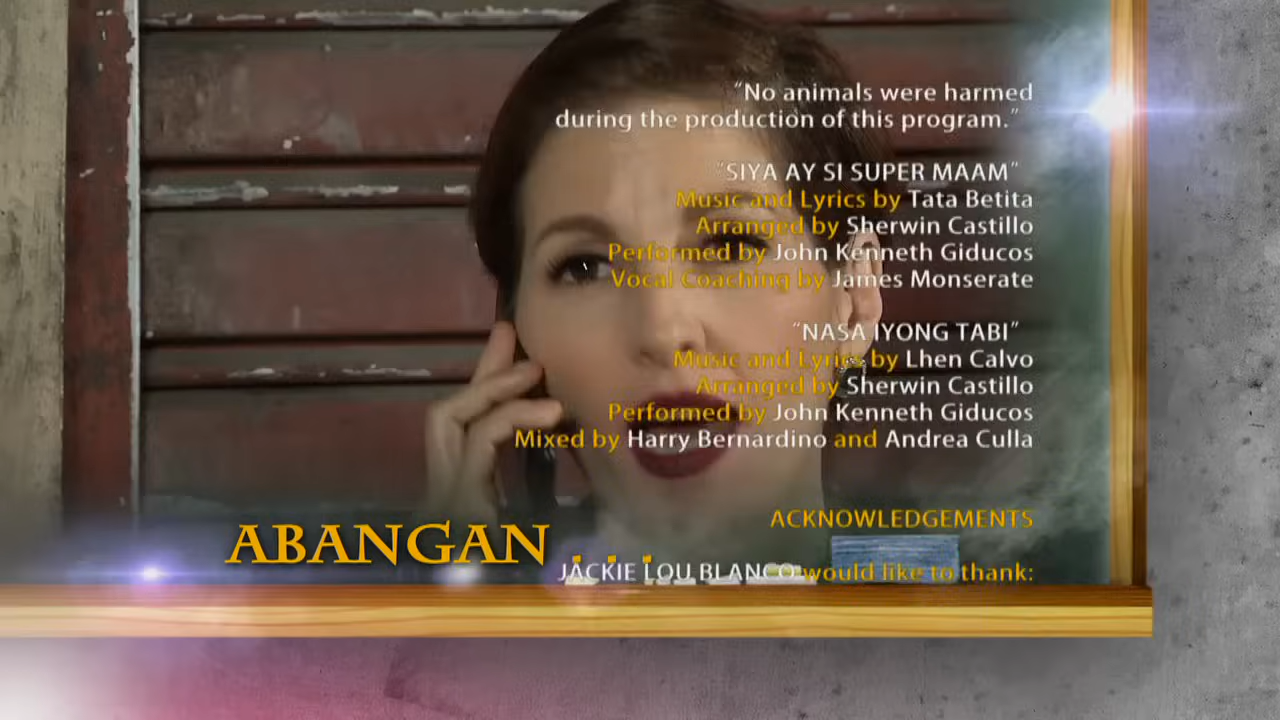 “No animals were harmed
during the production of this program.”
“SIYA AY SI SUPER MAAM”
Music and Lyrics by Tata Betita
Arranged by Sherwin Castillo
Performed by John Kenneth Giducos
Vocal Coaching by James Monserate
“NASA IYONG TABI”
Music and Lyrics by Lhen Calvo
Arranged by Sherwin Castillo
Performed by John Kenneth Giducos
Mixed by Harry Bernardino and Andrea Culla
ACKNOWLEDGEMENTS
ABANGAN . . .
JACKIE LOU BLANCO would like to thank: